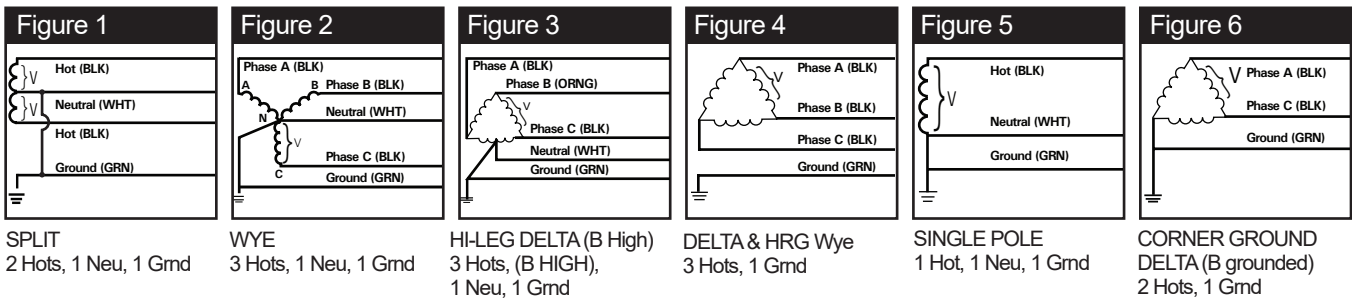 Figure 1
Hot (BLK)
V
Neutral (WHT)
V
Hot (BLK)
Ground (GRN)
SPLIT
2 Hots, 1 Neu, 1 Grnd
Figure 2
Phase A (BLK)
A
B Phase B (BLK)
N
Neutral (WHT)
V
Phase C (BLK)
C
Ground (GRN)
WYE
3 Hots, 1 Neu, 1 Grnd
Figure 3
Phase A (BLK)
Phase B (ORNG)
V
Phase C (BLK)
Neutral (WHT)
Ground (GRN)
HI-LEG DELTA (B High)
3 Hots, (B HIGH),
1 Neu, 1 Grnd
Figure 4
V
Phase A (BLK)
Phase B (BLK)
Phase C (BLK)
Ground (GRN)
DELTA & HRG Wye
3 Hots, 1 Grnd
Figure 5
Hot (BLK)
V
Neutral (WHT)
Ground (GRN)
SINGLE POLE
1 Hot, 1 Neu, 1 Grnd
Figure 6
V Phase A (BLK)
Phase C (BLK)
Ground (GRN)
CORNER GROUND
DELTA (B grounded)
2 Hots, 1 Grnd